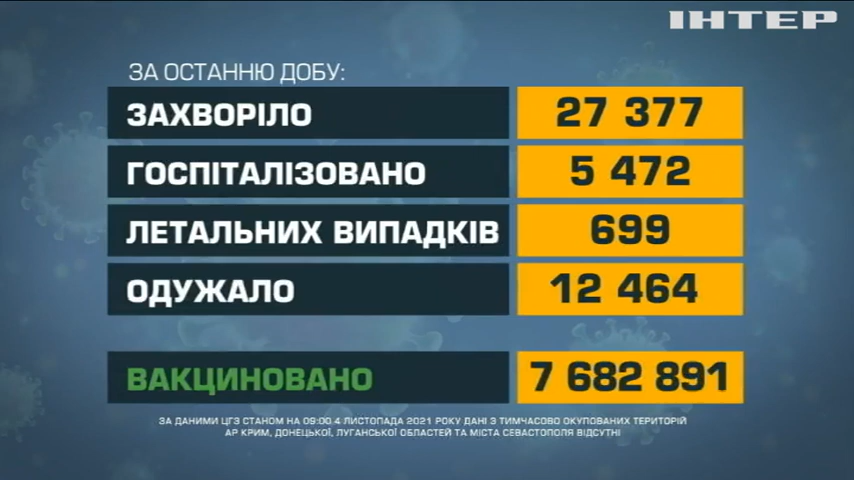 ІНТЕР
ЗА ОСТАННЮ ДОБУ:
ЗАХВОРІЛО 27 377
ГОСПІТАЛІЗОВАНО 5 472
ЛЕТАЛЬНИХ ВИПАДКІВ 699
ОДУЖАЛО 12 464
ВАКЦИНОВАНО 7 682 891
ЗА ДАНИМИ ЦГЗ СТАНОМ НА 09:00 4 ЛИСТОПАДА 2021 РОКУ ДАНІ З ТИМЧАСОВО ОКУПОВАНИХ ТЕРИТОРІЙ
АР КРИМ, ДОНЕЦЬКОЇ, ЛУГАНСЬКОЇ ОБЛАСТЕЙ ТА МІСТА СЕВАСТОПОЛЯ ВІДСУТНІ